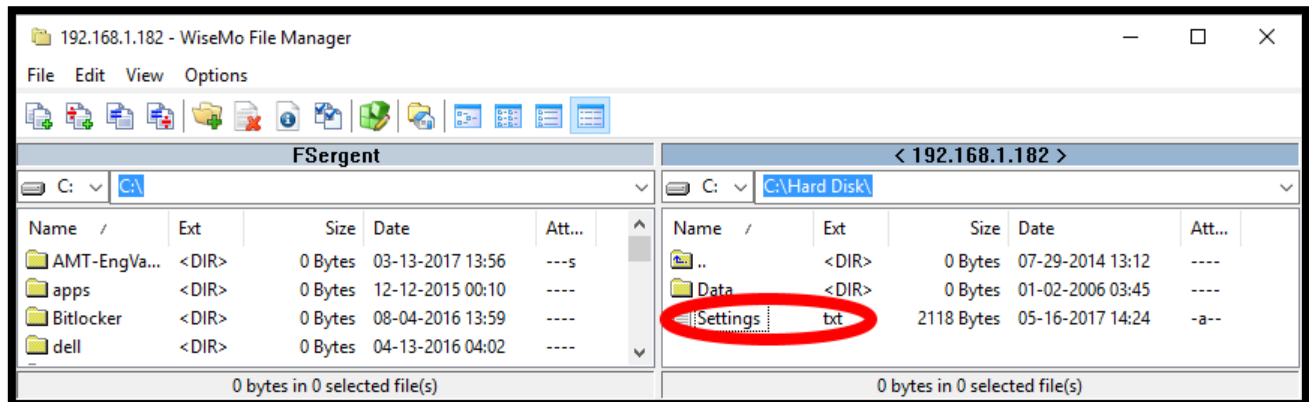 192.168.1.182 - WiseMo File Manager
File Edit View Options
FSergent
C: C:\
Name / Ext Size Date Att...
AMT-EngVa... <DIR> 0 Bytes 03-13-2017 13:56 ---s
apps <DIR> 0 Bytes 12-12-2015 00:10 ----
Bitlocker <DIR> 0 Bytes 08-04-2016 13:59 ----
dell <DIR> 0 Bytes 04-13-2016 04:02 ----
0 bytes in 0 selected file(s)
< 192.168.1.182 >
C: C:\Hard Disk\
Name / Ext Size Date Att...
.. <DIR> 0 Bytes 07-29-2014 13:12 ----
Data <DIR> 0 Bytes 01-02-2006 03:45 ----
Settings txt 2118 Bytes 05-16-2017 14:24 -a--
0 bytes in 0 selected file(s)